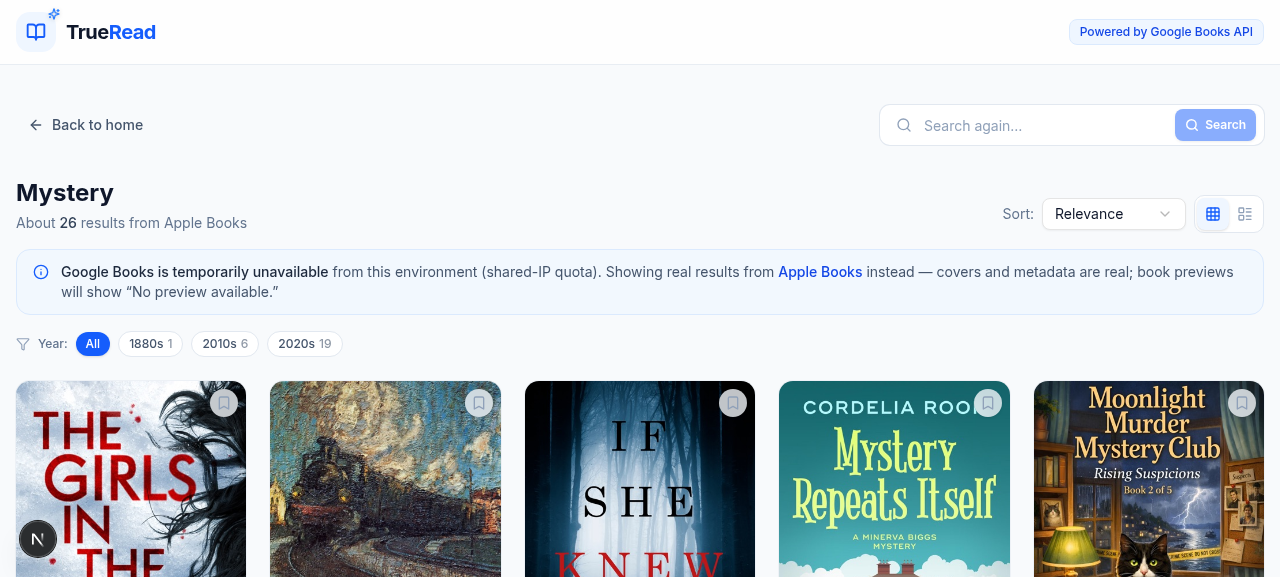 TrueRead
Powered by Google Books API
Back to home
Search again...
Search
Mystery
About 26 results from Apple Books
Sort:
Relevance
Google Books is temporarily unavailable from this environment (shared-IP quota). Showing real results from Apple Books instead — covers and metadata are real; book previews
will show “No preview available.”
Year:
All
1880s 1
2010s 6
2020s 19
THE
GIRLS
IN
THE
N
IF
SHE
KNEW
CORDELIA ROOK
Mystery
Repeats Itself
A MINERVA BIGGS
MYSTERY
Moonlight
Murder
Mystery Club
Rising Suspicions
Book 2 of 5